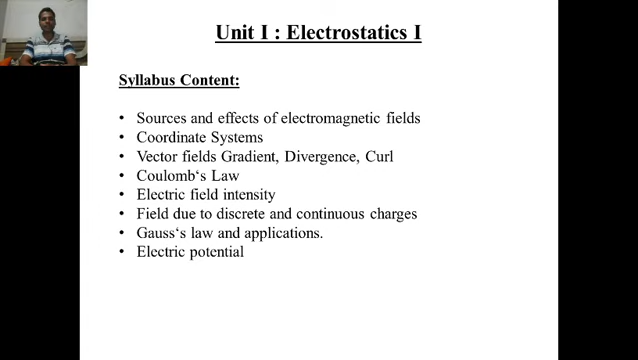 Unit I : Electrostatics I
Syllabus Content:
• Sources and effects of electromagnetic fields
• Coordinate Systems
• Vector fields Gradient, Divergence, Curl
• Coulomb‘s Law
• Electric field intensity
• Field due to discrete and continuous charges
• Gauss‘s law and applications.
• Electric potential